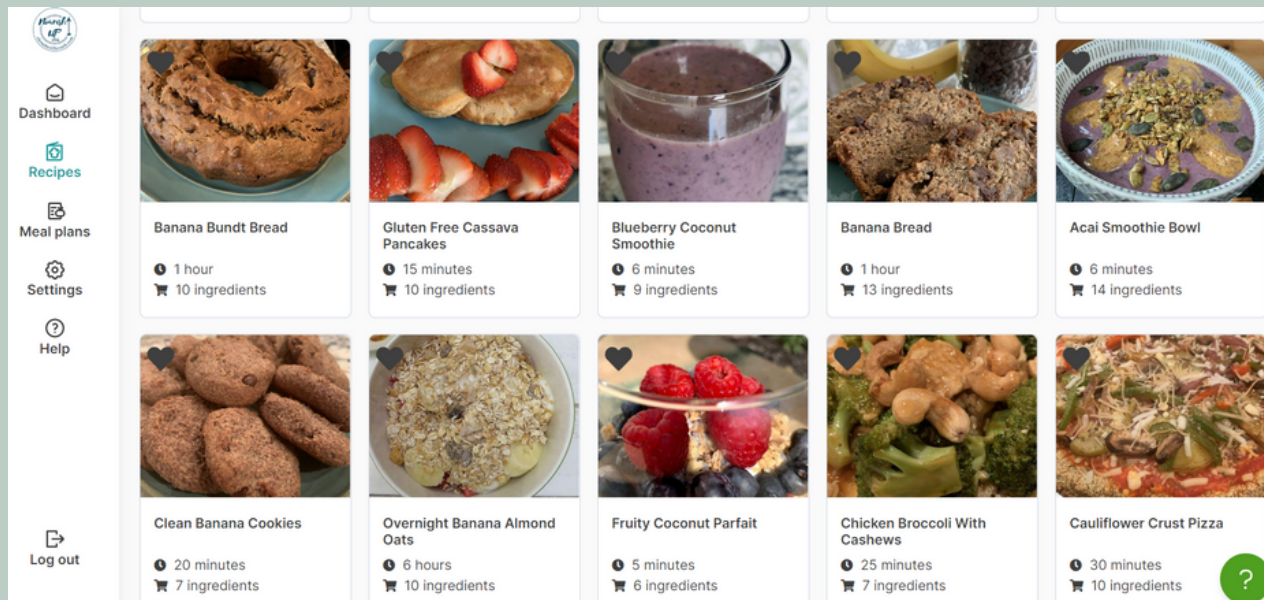 Nourish
UP
Dashboard
Recipes
Meal plans
Settings
Help
Log out
Banana Bundt Bread
1 hour
10 ingredients
Gluten Free Cassava
Pancakes
15 minutes
10 ingredients
Blueberry Coconut
Smoothie
6 minutes
9 ingredients
Banana Bread
1 hour
13 ingredients
Acai Smoothie Bowl
6 minutes
14 ingredients
Clean Banana Cookies
20 minutes
7 ingredients
Overnight Banana Almond
Oats
6 hours
10 ingredients
Fruity Coconut Parfait
5 minutes
6 ingredients
Chicken Broccoli With
Cashews
25 minutes
7 ingredients
Cauliflower Crust Pizza
30 minutes
10 ingredients
?